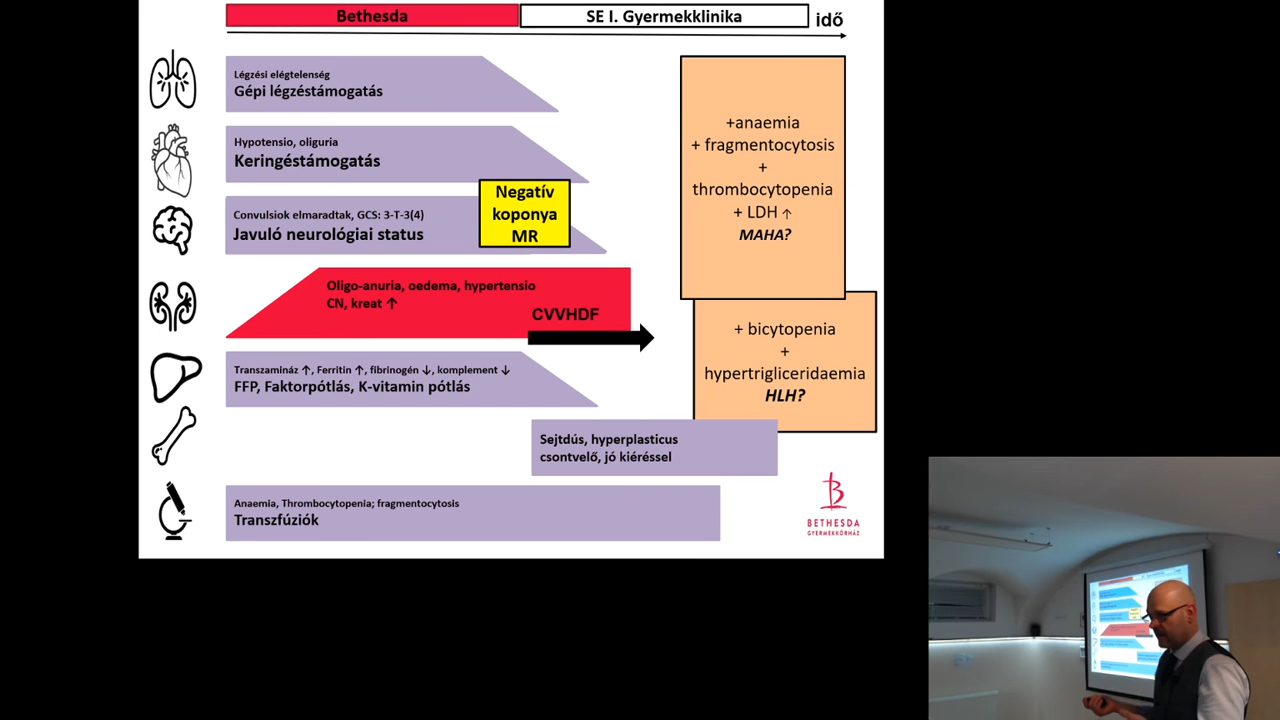 Bethesda
SE I. Gyermekklinika
idő
Légzési elégtelenség
Gépi légzéstámogatás
Hypotensio, oliguria
Keringéstámogatás
Convulsiok elmaradtak, GCS: 3-T-3(4)
Javuló neurológiai status
Negatív
koponya
MR
Oligo-anuria, oedema, hypertensio
CN, kreat ↑
CVVHDF
Transzamináz ↑, Ferritin ↑, fibrinogén ↓, komplement ↓
FFP, Faktorpótlás, K-vitamin pótlás
Sejtdús, hyperplasticus
csontvelő, jó kiéréssel
Anaemia, Thrombocytopenia; fragmentocytosis
Transzfúziók
+anaemia
+ fragmentocytosis
+
thrombocytopenia
+ LDH ↑
MAHA?
+ bicytopenia
+
hypertrigliceridaemia
HLH?
BETHESDA
GYERMEKKÓRHÁZ